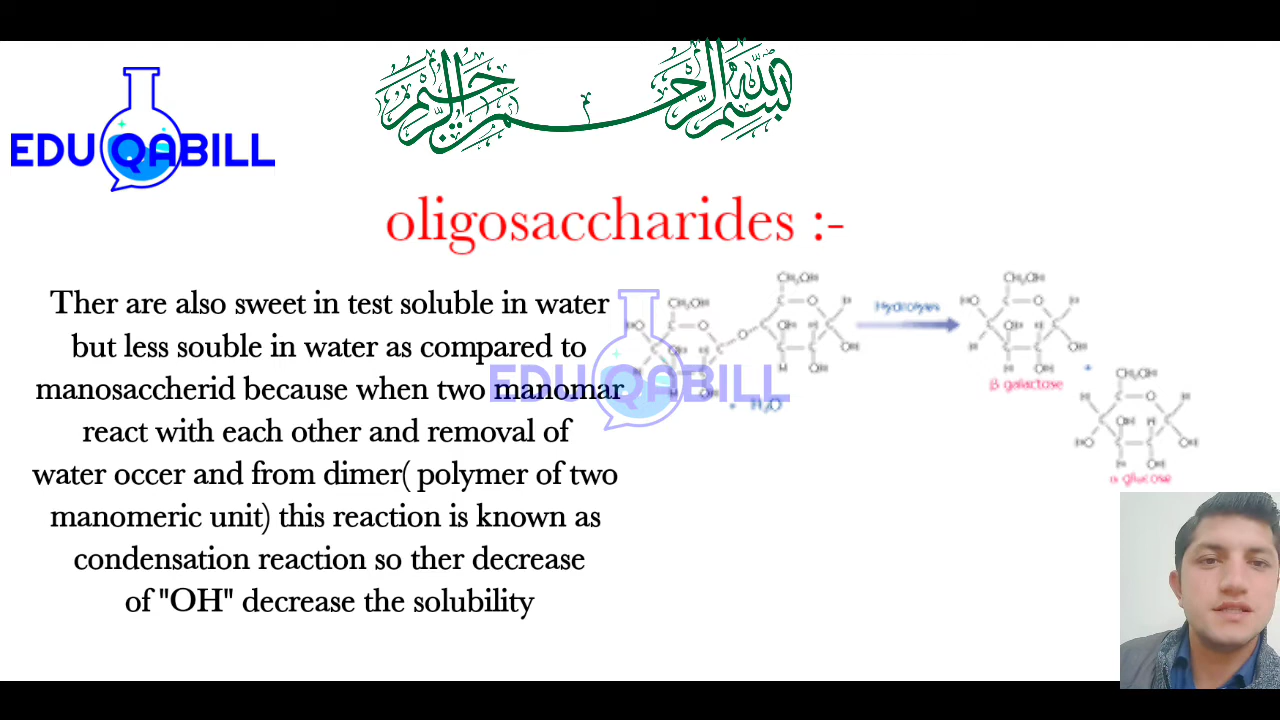 بسم الله الرحمن الرحيم
EDUQABILL
oligosaccharides :-
Ther are also sweet in test soluble in water
but less souble in water as compared to
manosaccherid because when two manomar
react with each other and removal of
water occer and from dimer( polymer of two
manomeric unit) this reaction is known as
condensation reaction so ther decrease
of "OH" decrease the solubility
EDUQABILL
CH₂OH
CH₂OH
+ H₂O
Hydrolyses
CH₂OH
β galactose
+
CH₂OH
α glucose